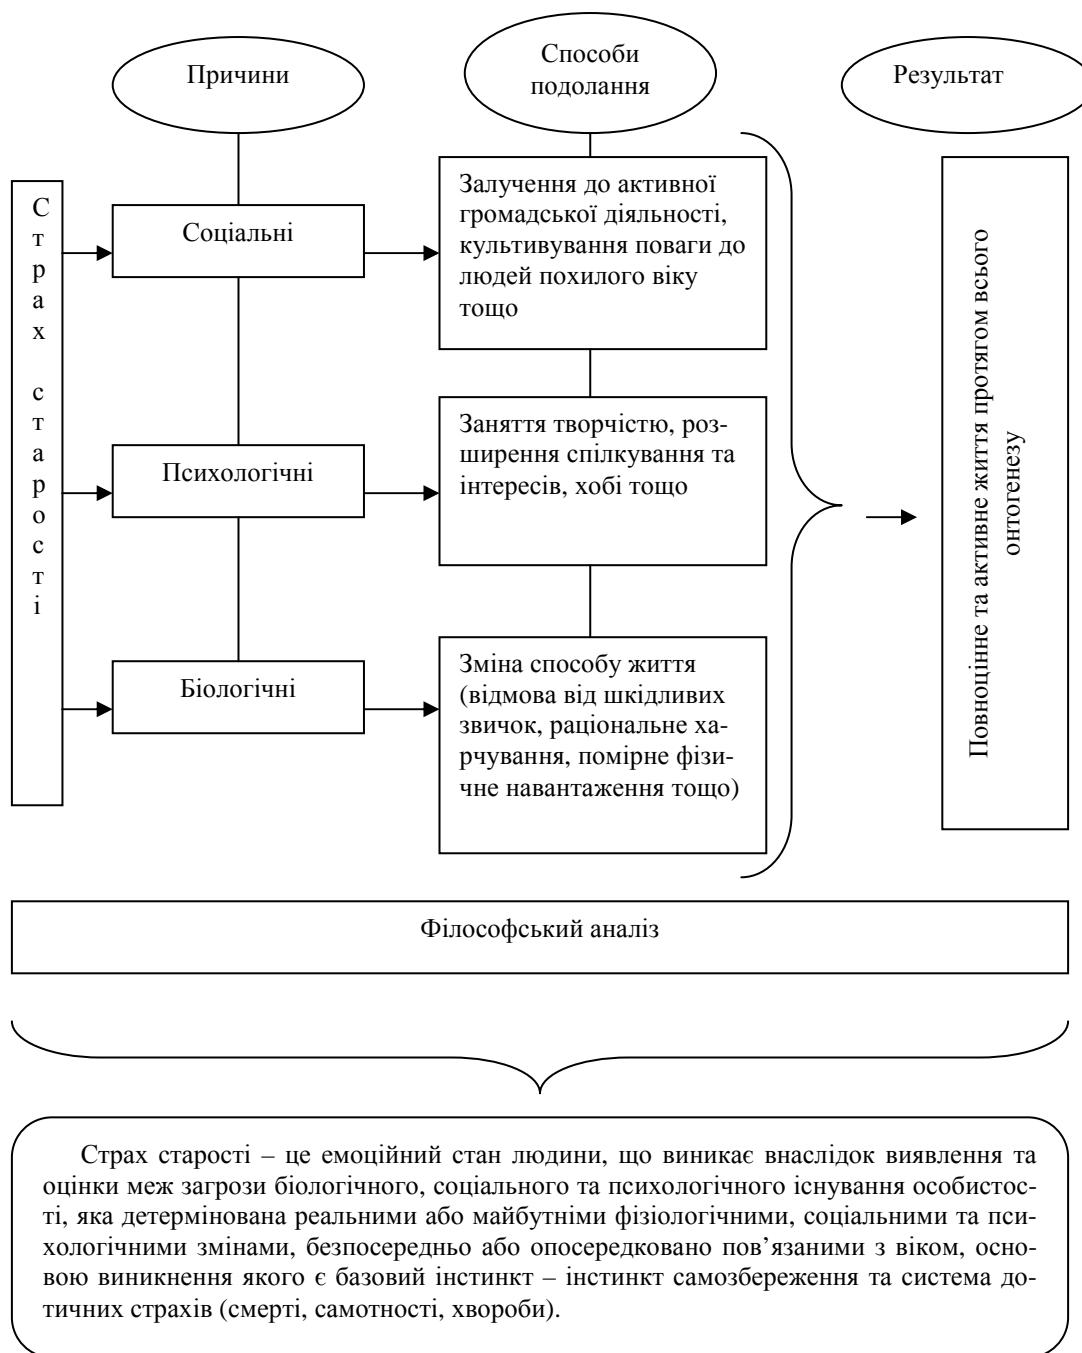 Причини
Способи
подолання
Результат
Страх старості
Соціальні
Залучення до активної
громадської діяльності,
культивування поваги до
людей похилого віку
тощо
Психологічні
Заняття творчістю, роз-
ширення спілкування та
інтересів, хобі тощо
Біологічні
Зміна способу життя
(відмова від шкідливих
звичок, раціональне ха-
рчування, помірне фізи-
чне навантаження тощо)
Повноцінне та активне життя протягом всього
онтогенезу
Філософський аналіз
Страх старості – це емоційний стан людини, що виникає внаслідок виявлення та
оцінки меж загрози біологічного, соціального та психологічного існування особистос-
ті, яка детермінована реальними або майбутніми фізіологічними, соціальними та пси-
хологічними змінами, безпосередньо або опосередковано пов’язаними з віком, осно-
вою виникнення якого є базовий інстинкт – інстинкт самозбереження та система до-
тичних страхів (смерті, самотності, хвороби).